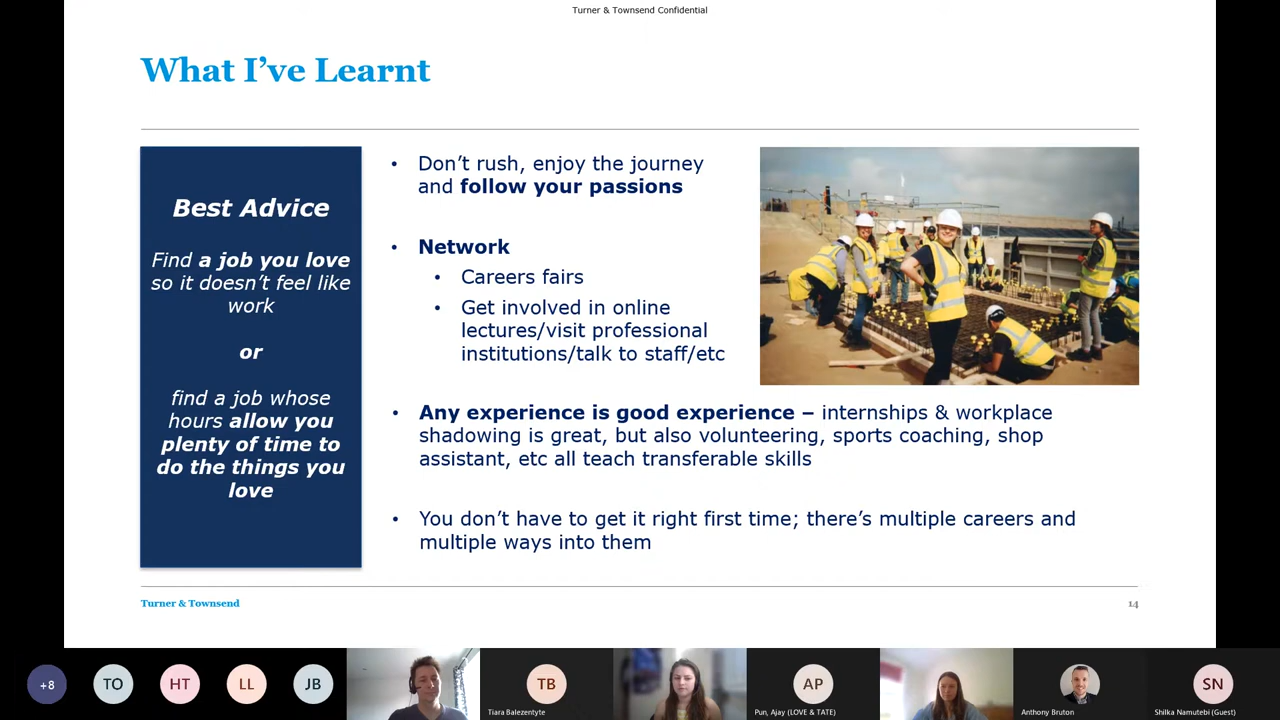 Turner & Townsend Confidential
What I've Learnt
Best Advice
Find a job you love
so it doesn't feel like
work
or
find a job whose
hours allow you
plenty of time to
do the things you
love
• Don't rush, enjoy the journey
and follow your passions
• Network
• Careers fairs
• Get involved in online
lectures/visit professional
institutions/talk to staff/etc
• Any experience is good experience – internships & workplace
shadowing is great, but also volunteering, sports coaching, shop
assistant, etc all teach transferable skills
• You don't have to get it right first time; there's multiple careers and
multiple ways into them
Turner & Townsend
14
+8
TO
HT
LL
JB
TB
Tiara Balezentyte
AP
Pun, Ajay (LOVE & TATE)
Anthony Bruton
SN
Shilka Namutebi (Guest)